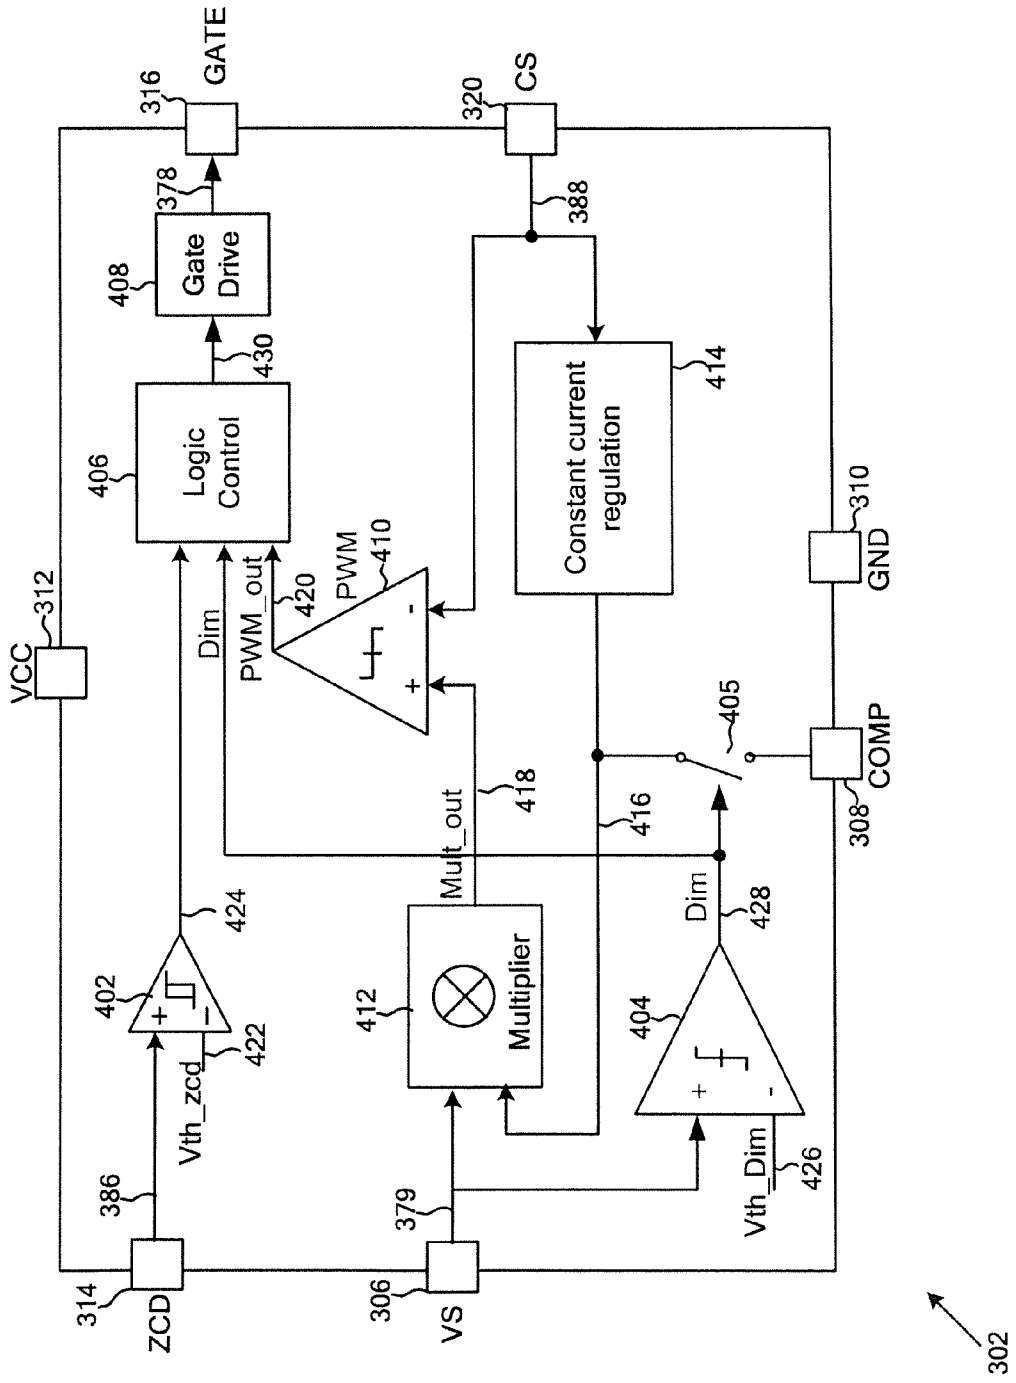 VCC
312
ZCD
314
386
Vth_zcd
422
402
+
−
424
Dim
PWM_out
420
406
Logic
Control
430
408
Gate
Drive
378
316
GATE
VS
306
379
412
Multiplier
Mult_out
418
PWM
410
+
-
388
320
CS
Constant current
regulation
414
416
Vth_Dim
426
404
+
-
Dim
428
405
308
COMP
310
GND
302